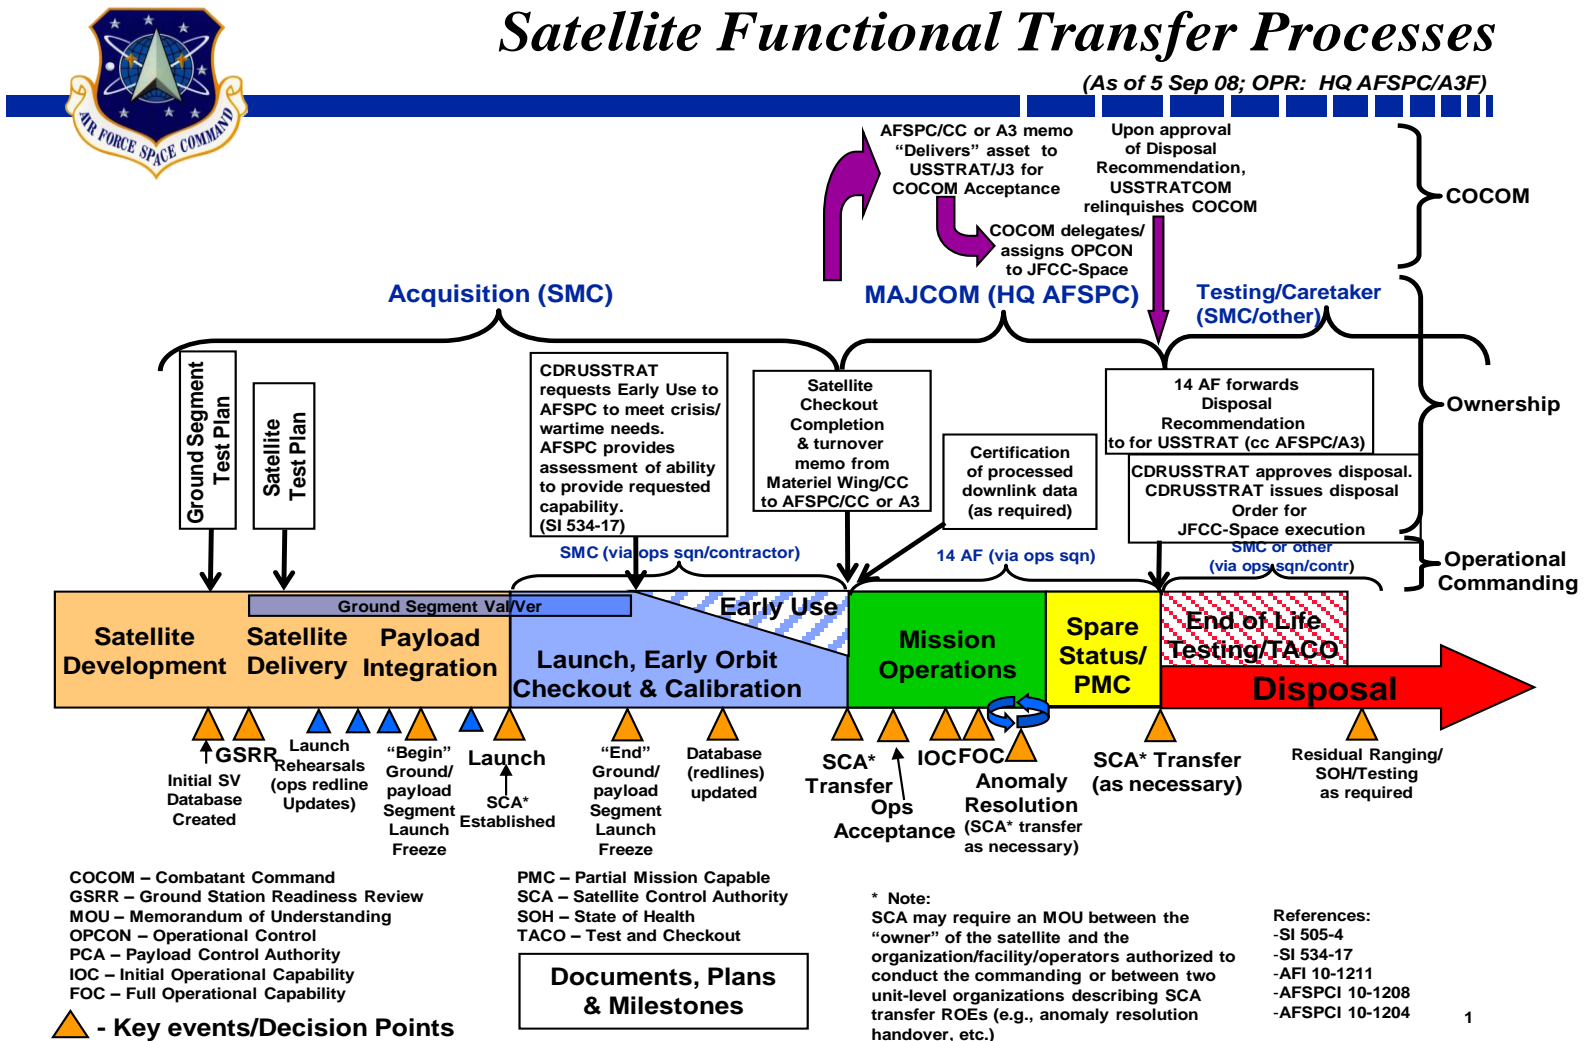 Satellite Functional Transfer Processes
(As of 5 Sep 08; OPR: HQ AFSPC/A3F)
AIR FORCE SPACE COMMAND
AFSPC/CC or A3 memo
“Delivers” asset to
USSTRAT/J3 for
COCOM Acceptance
Upon approval
of Disposal
Recommendation,
USSTRATCOM
relinquishes COCOM
COCOM
COCOM delegates/
assigns OPCON
to JFCC-Space
Acquisition (SMC)
MAJCOM (HQ AFSPC)
Testing/Caretaker
(SMC/other)
Ground Segment
Test Plan
Satellite
Test Plan
CDRUSSTRAT
requests Early Use to
AFSPC to meet crisis/
wartime needs.
AFSPC provides
assessment of ability
to provide requested
capability.
(SI 534-17)
Satellite
Checkout
Completion
& turnover
memo from
Materiel Wing/CC
to AFSPC/CC or A3
Certification
of processed
downlink data
(as required)
14 AF forwards
Disposal
Recommendation
to for USSTRAT (cc AFSPC/A3)
CDRUSSTRAT approves disposal.
CDRUSSTRAT issues disposal
Order for
JFCC-Space execution
Ownership
SMC (via ops sqn/contractor)
14 AF (via ops sqn)
SMC or other
(via ops sqn/contr)
Operational
Commanding
Ground Segment Val/Ver
Early Use
Satellite
Development
Satellite
Delivery
Payload
Integration
Launch, Early Orbit
Checkout & Calibration
Mission
Operations
Spare
Status/
PMC
End of Life
Testing/TACO
Disposal
Initial SV
Database
Created
GSRR
Launch
Rehearsals
(ops redline
Updates)
“Begin”
Ground/
payload
Segment
Launch
Freeze
Launch
SCA*
Established
“End”
Ground/
payload
Segment
Launch
Freeze
Database
(redlines)
updated
SCA*
Transfer
Ops
Acceptance
IOC
FOC
Anomaly
Resolution
(SCA* transfer
as necessary)
SCA* Transfer
(as necessary)
Residual Ranging/
SOH/Testing
as required
COCOM – Combatant Command
GSRR – Ground Station Readiness Review
MOU – Memorandum of Understanding
OPCON – Operational Control
PCA – Payload Control Authority
IOC – Initial Operational Capability
FOC – Full Operational Capability
- Key events/Decision Points
PMC – Partial Mission Capable
SCA – Satellite Control Authority
SOH – State of Health
TACO – Test and Checkout
Documents, Plans
& Milestones
* Note:
SCA may require an MOU between the
“owner” of the satellite and the
organization/facility/operators authorized to
conduct the commanding or between two
unit-level organizations describing SCA
transfer ROEs (e.g., anomaly resolution
handover, etc.)
References:
-SI 505-4
-SI 534-17
-AFI 10-1211
-AFSPCI 10-1208
-AFSPCI 10-1204
1